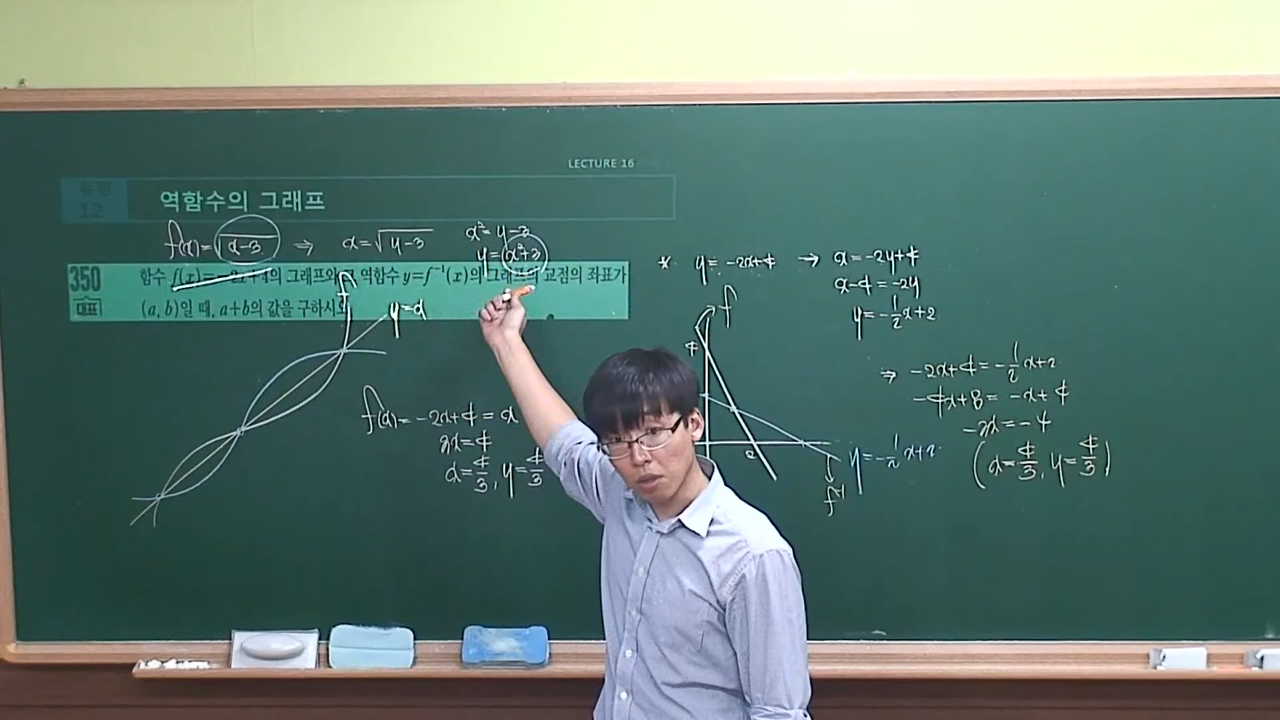 LECTURE 16
유형 12
역함수의 그래프
f(x)=√x-3 ⇒ x=√y-3
x²=y-3
y=x²+3
350
대표
함수 f(x)=-2x+4의 그래프와 그 역함수 y=f⁻¹(x)의 그래프의 교점의 좌표가
(a, b)일 때, a+b의 값을 구하시오
f
y=x
f(x)=-2x+4=x
x=4/3, y=4/3
* y=-2x+4 → x=-2y+4
x-4=-2y
y=-1/2x+2
f
4
2
y=-1/2x+2
f⁻¹
⇒ -2x+4=-1/2x+2
-4x+8=-x+4
(x=4/3, y=4/3)